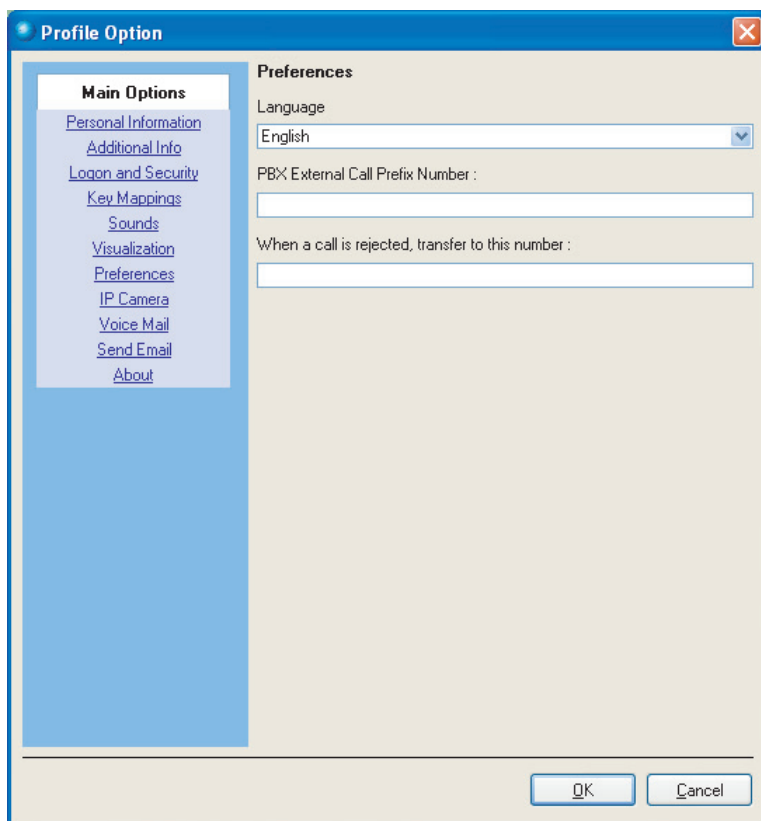 Profile Option
Main Options
Personal Information
Additional Info
Logon and Security
Key Mappings
Sounds
Visualization
Preferences
IP Camera
Voice Mail
Send Email
About
Preferences
Language
English
PBX External Call Prefix Number :
When a call is rejected, transfer to this number :
OK
Cancel